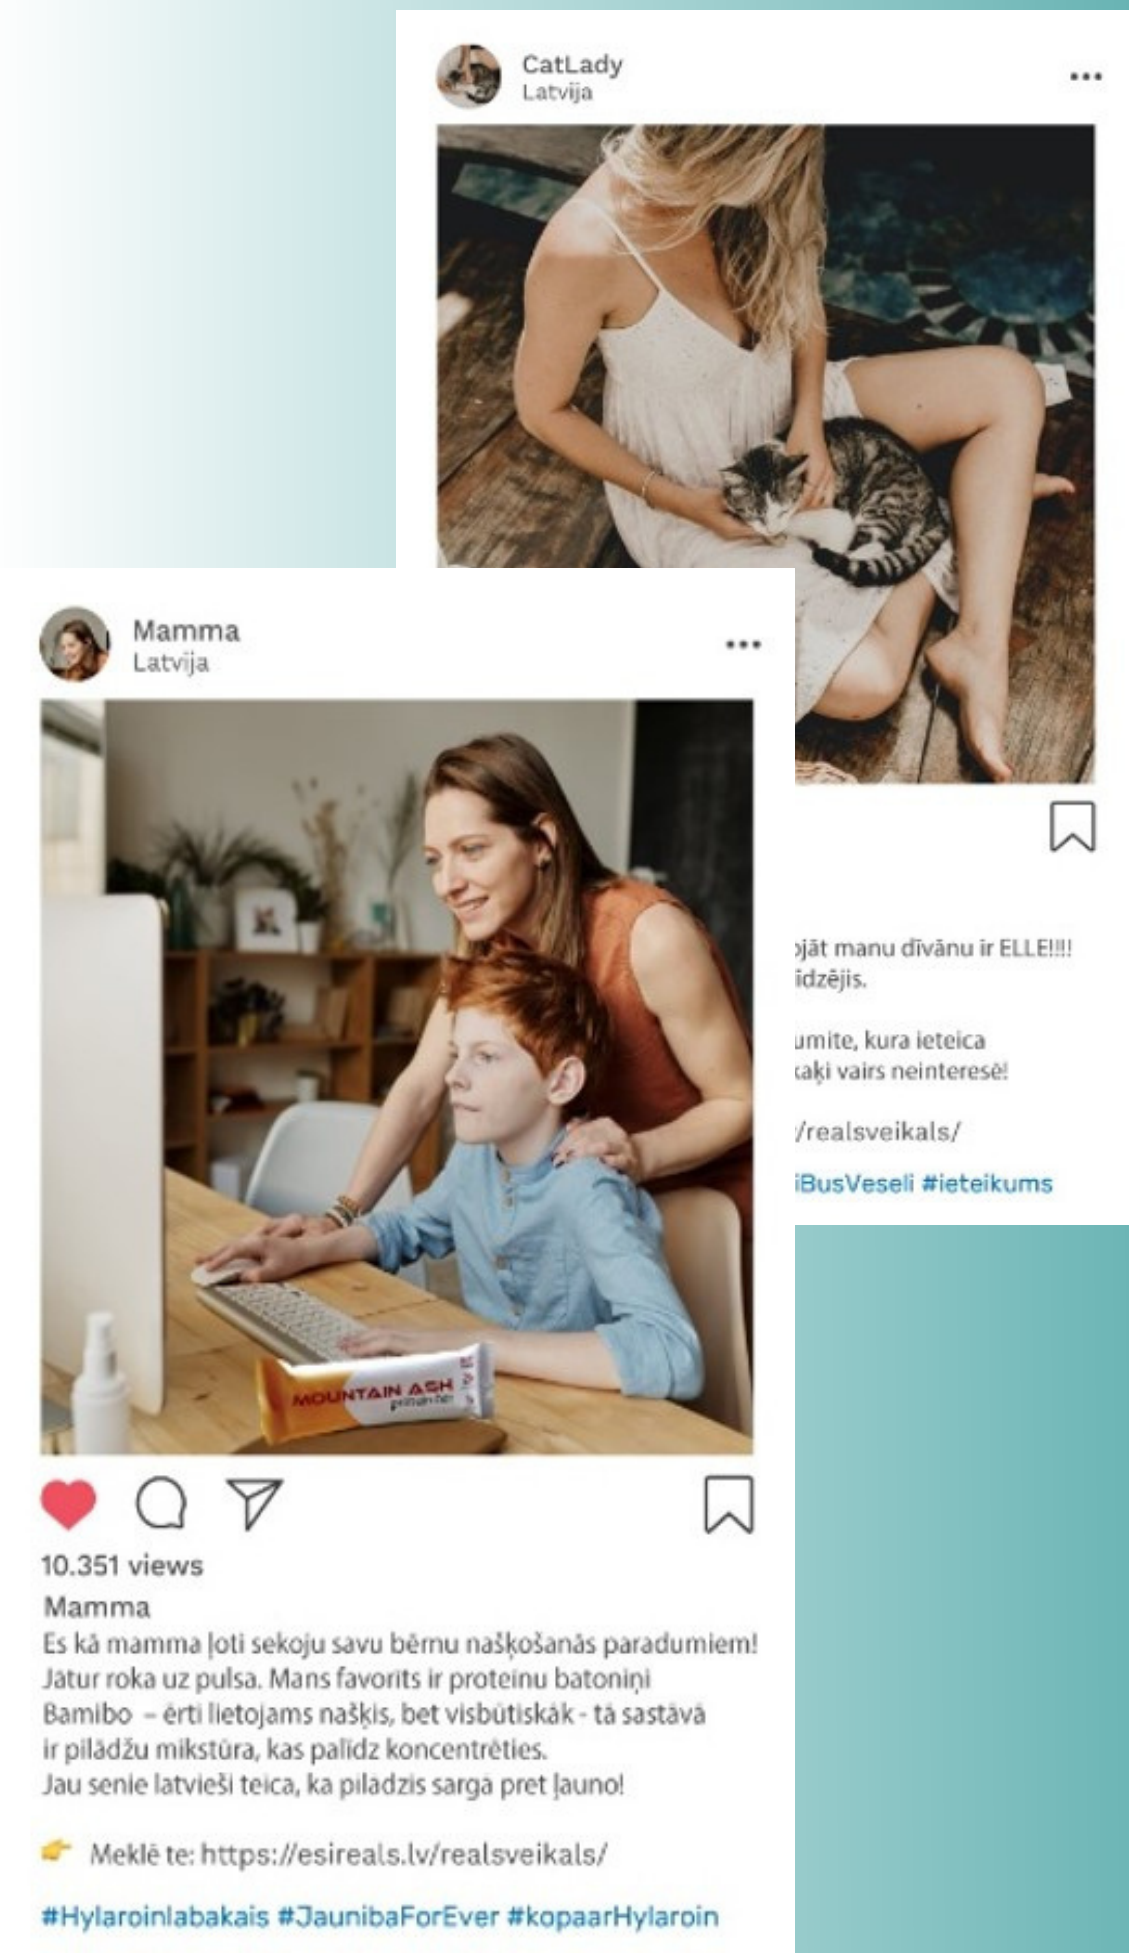 CatLady
Latvija
ojāt manu dīvānu ir ELLE!!!!
īdzējis.
umīte, kura ieteica
kaķi vairs neinteresē!
/realsveikals/
iBusVeseli #ieteikums
Mamma
Latvija
MOUNTAIN ASH
10.351 views
Mamma
Es kā mamma ļoti sekoju savu bērnu našķošanās paradumiem!
Jātur roka uz pulsa. Mans favorīts ir proteīnu batoniņi
Bamibo – ērti lietojams našķis, bet visbūtiskāk - tā sastāvā
ir pīlādžu mikstūra, kas palīdz koncentrēties.
Jau senie latvieši teica, ka pīlādzis sargā pret ļauno!
👉 Meklē te: https://esireals.lv/realsveikals/
#Hylaroinlabakais #JaunibaForEver #kopaarHylaroin